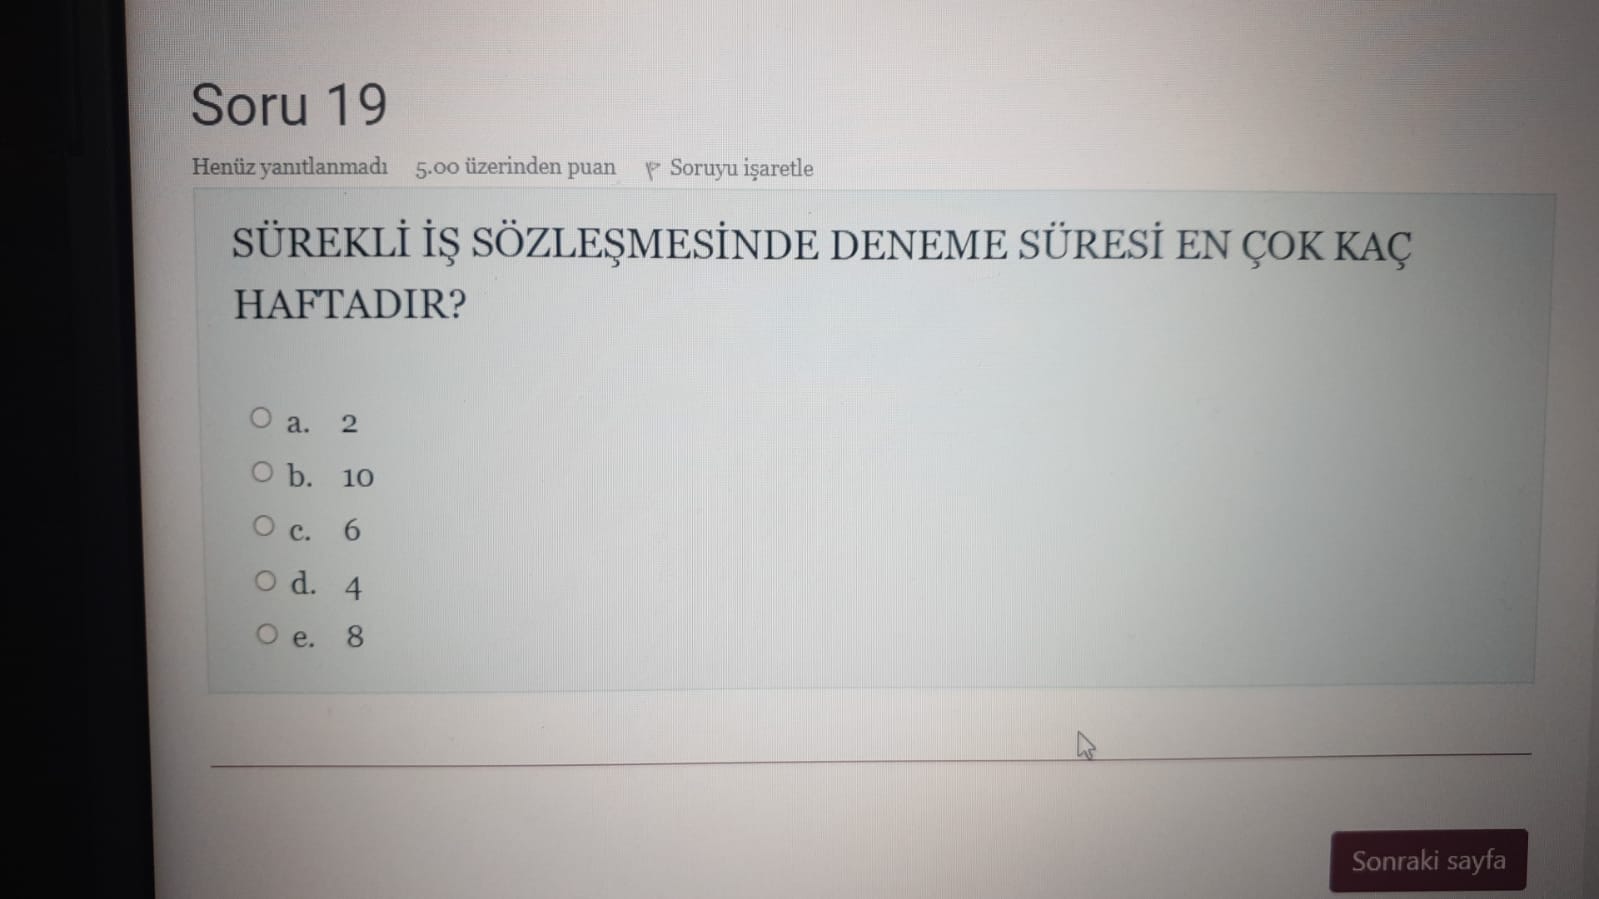 Soru 19
Henüz yanıtlanmadı 5.00 üzerinden puan Soruyu işaretle
SÜREKLİ İŞ SÖZLEŞMESİNDE DENEME SÜRESİ EN ÇOK KAÇ
HAFTADIR?
a. 2
b. 10
c. 6
d. 4
e. 8
Sonraki sayfa